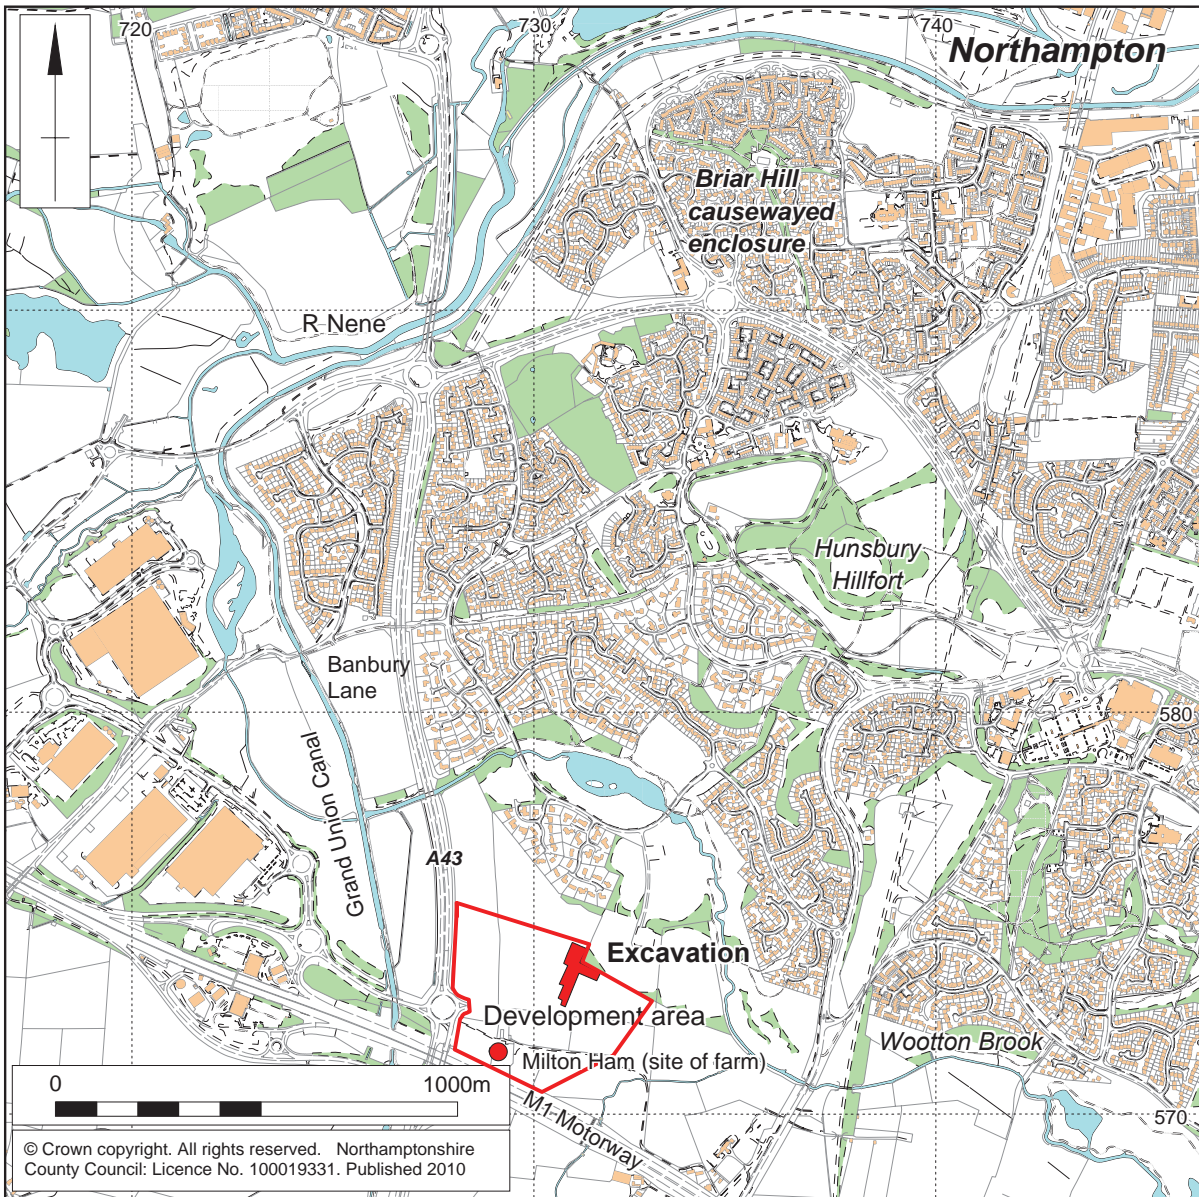 720
730
740
Northampton
Briar Hill
causewayed
enclosure
R Nene
Hunsbury
Hillfort
Banbury
Lane
580
Grand Union Canal
A43
Excavation
Development area
Wootton Brook
Milton Ham (site of farm)
M1 Motorway
570
0 1000m
© Crown copyright. All rights reserved. Northamptonshire
County Council: Licence No. 100019331. Published 2010